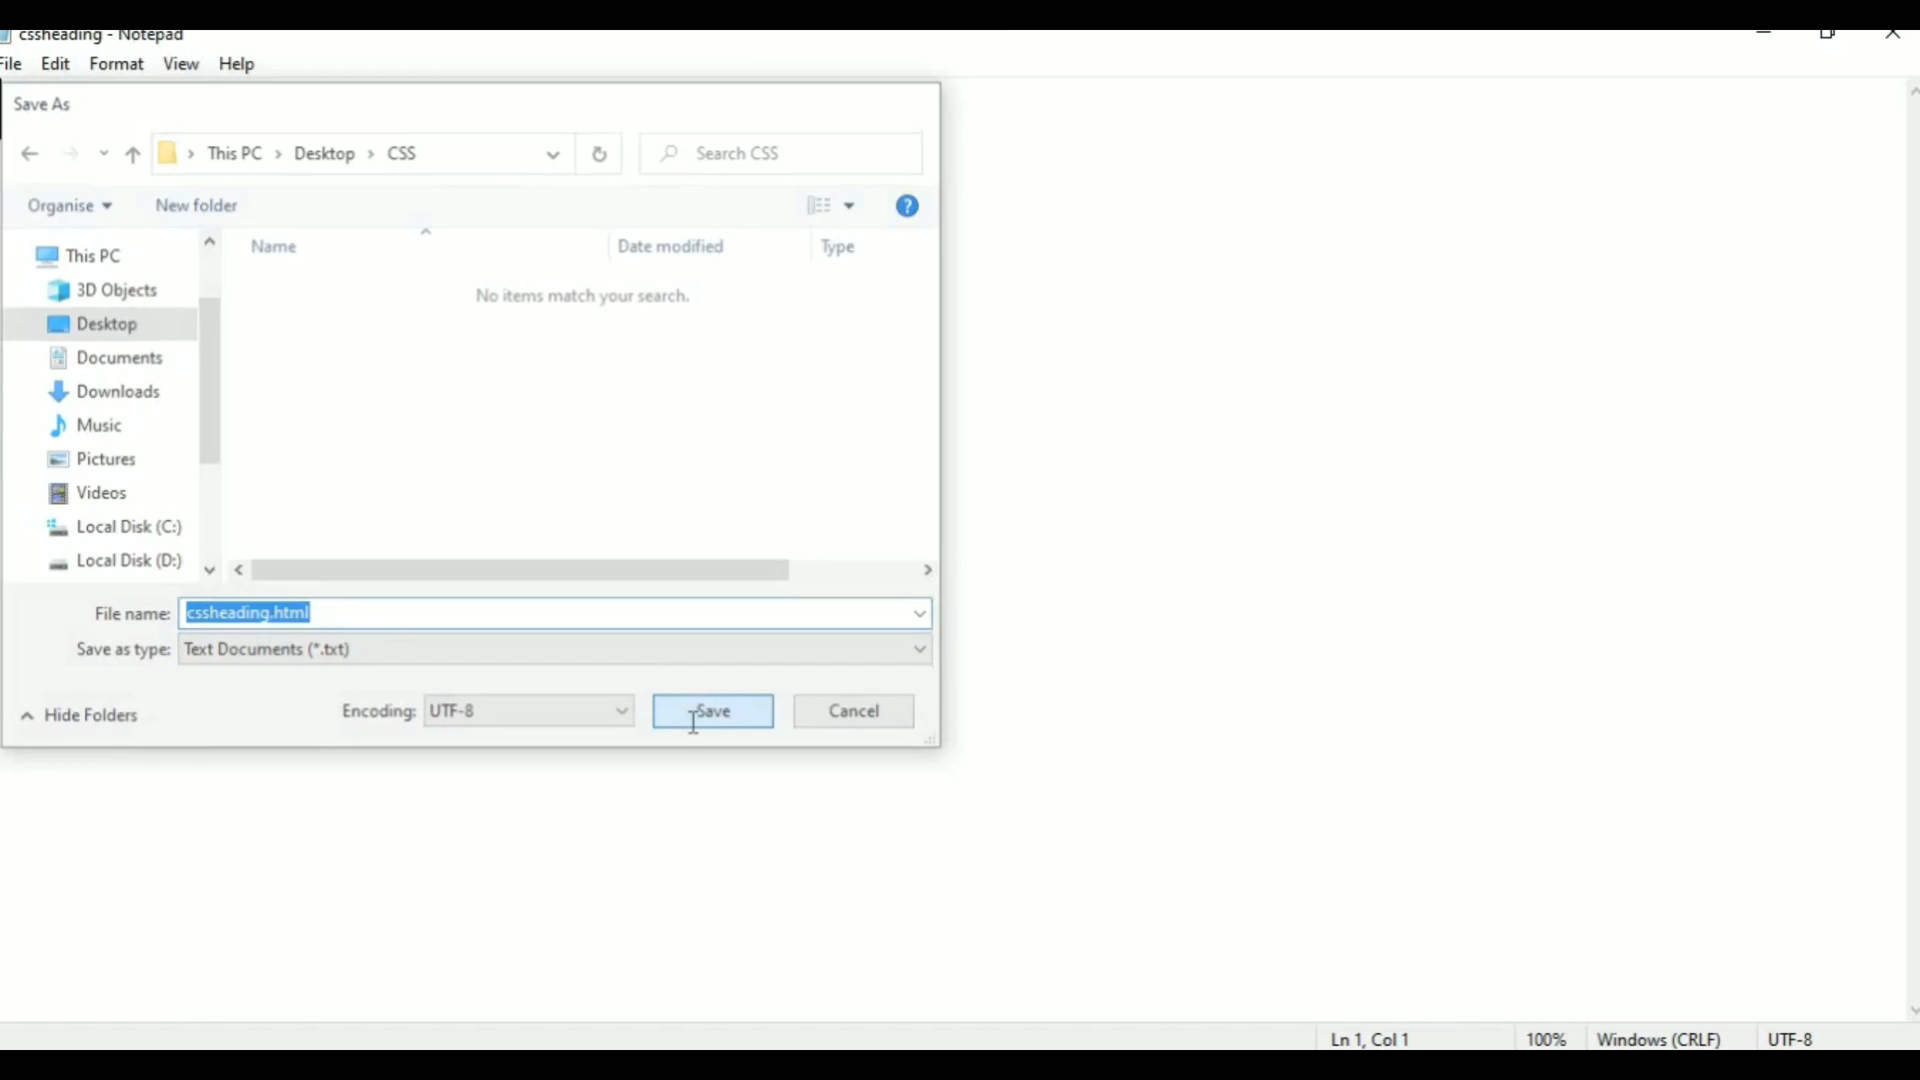 cssheading - Notepad
File Edit Format View Help
Save As
This PC > Desktop > CSS
Search CSS
Organise
New folder
Name
Date modified
Type
No items match your search.
This PC
3D Objects
Desktop
Documents
Downloads
Music
Pictures
Videos
Local Disk (C:)
Local Disk (D:)
File name: cssheading.html
Save as type: Text Documents (*.txt)
Hide Folders
Encoding: UTF-8
Save
Cancel
Ln 1, Col 1
100%
Windows (CRLF)
UTF-8